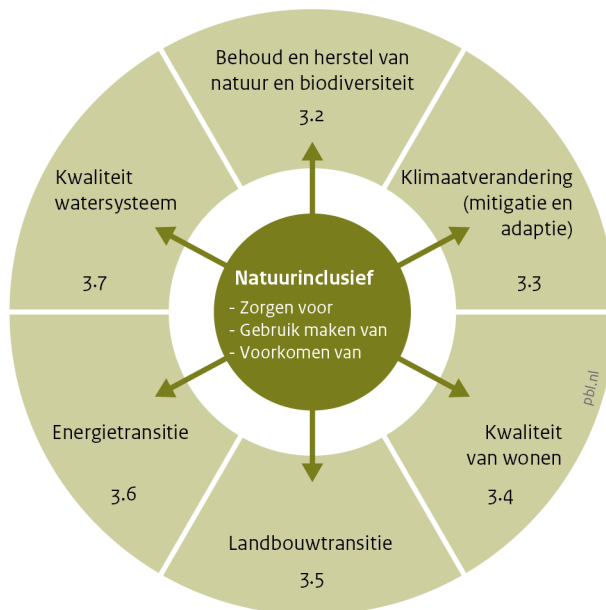 Behoud en herstel van
natuur en biodiversiteit
3.2
Klimaatverandering
(mitigatie en
adaptie)
3.3
Kwaliteit
van wonen
3.4
Landbouwtransitie
3.5
Energietransitie
3.6
Kwaliteit
watersysteem
3.7
Natuurinclusief
- Zorgen voor
- Gebruik maken van
- Voorkomen van
pbl.nl